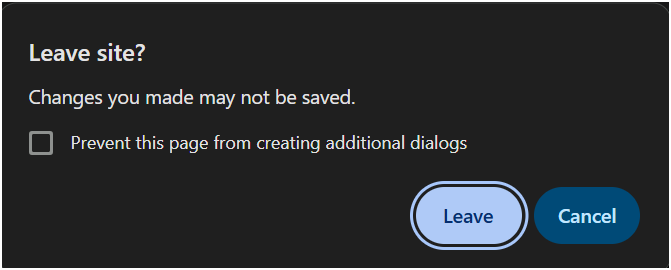 Leave site?
Changes you made may not be saved.
Prevent this page from creating additional dialogs
Leave
Cancel